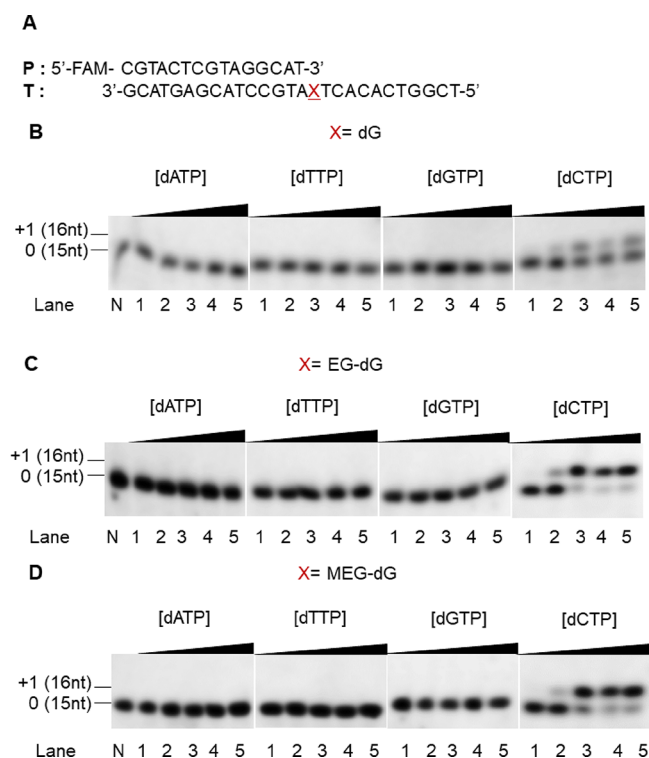 A
P : 5'-FAM- CGTACTCGTAGGCAT-3'
T : 3'-GCATGAGCATCCGTAXTCACACTGGCT-5'
B
X= dG
[dATP] [dTTP] [dGTP] [dCTP]
+1 (16nt)
0 (15nt)
Lane N 1 2 3 4 5 1 2 3 4 5 1 2 3 4 5 1 2 3 4 5
C
X= EG-dG
[dATP] [dTTP] [dGTP] [dCTP]
+1 (16nt)
0 (15nt)
Lane N 1 2 3 4 5 1 2 3 4 5 1 2 3 4 5 1 2 3 4 5
D
X= MEG-dG
[dATP] [dTTP] [dGTP] [dCTP]
+1 (16nt)
0 (15nt)
Lane N 1 2 3 4 5 1 2 3 4 5 1 2 3 4 5 1 2 3 4 5